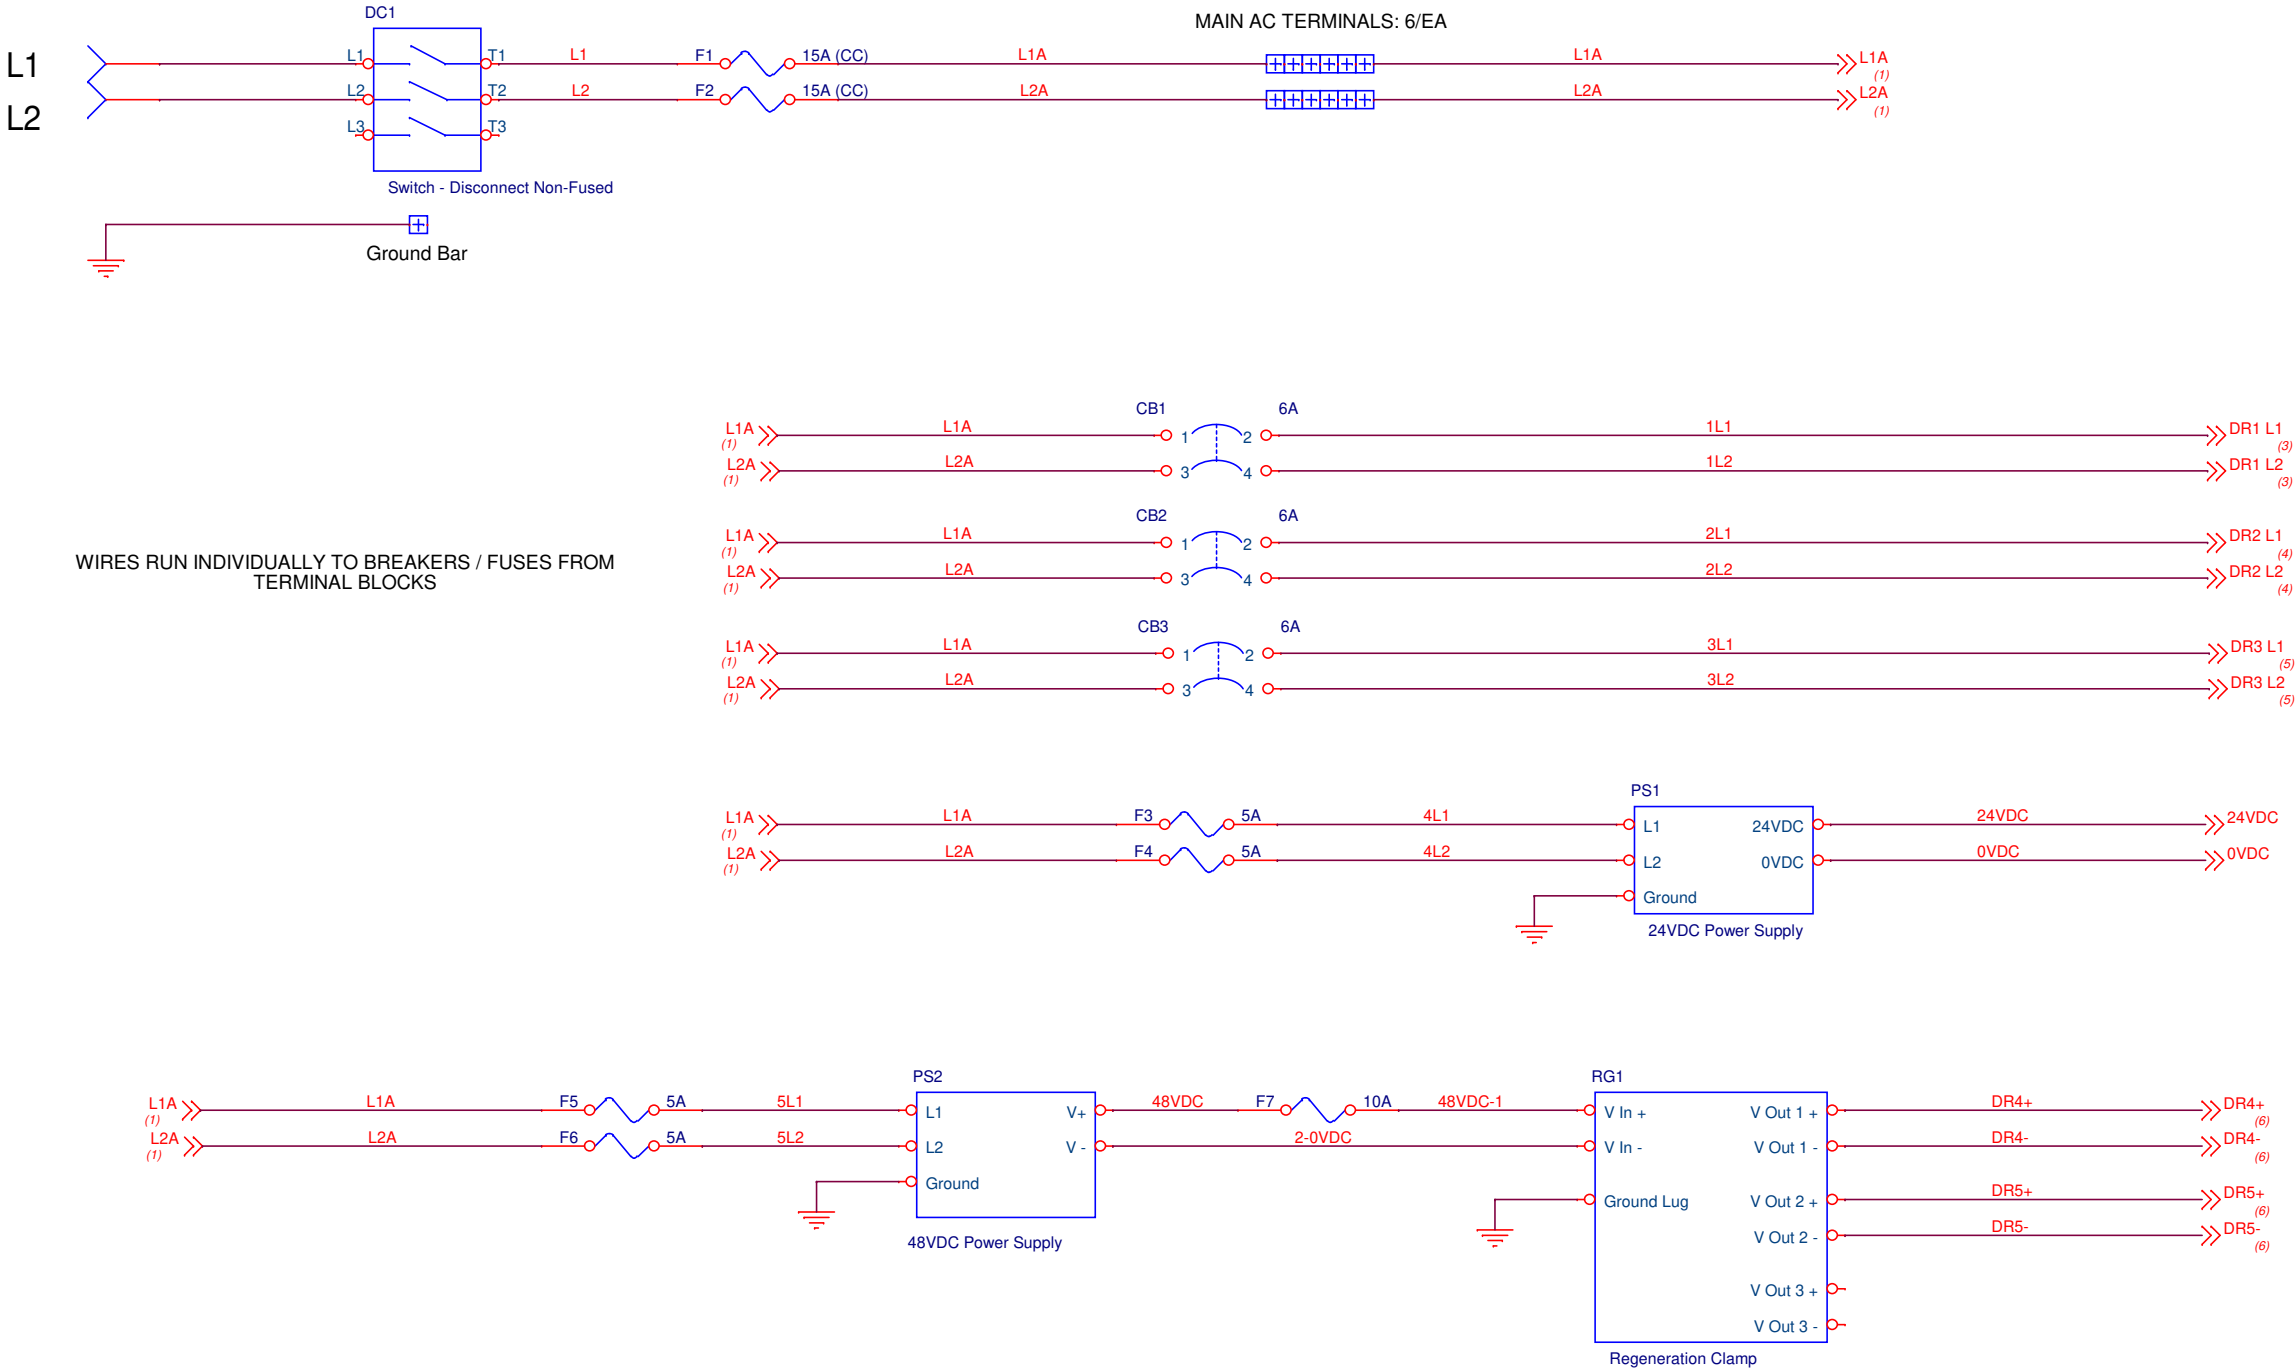 DC1
MAIN AC TERMINALS: 6/EA
L1 L1 T1 L1 F1 15A (CC) L1A L1A L1A
(1)
L2 L2 T2 L2 F2 15A (CC) L2A L2A L2A
(1)
L3 T3
Switch - Disconnect Non-Fused
Ground Bar
CB1 6A
L1A L1A 1 2 1L1 DR1 L1
(1) (3)
L2A L2A 3 4 1L2 DR1 L2
(1) (3)
CB2 6A
L1A L1A 1 2 2L1 DR2 L1
(1) (4)
L2A L2A 3 4 2L2 DR2 L2
(1) (4)
WIRES RUN INDIVIDUALLY TO BREAKERS / FUSES FROM
TERMINAL BLOCKS
CB3 6A
L1A L1A 1 2 3L1 DR3 L1
(1) (5)
L2A L2A 3 4 3L2 DR3 L2
(1) (5)
PS1
L1A L1A F3 5A 4L1 L1 24VDC 24VDC 24VDC
(1)
L2A L2A F4 5A 4L2 L2 0VDC 0VDC 0VDC
(1)
Ground
24VDC Power Supply
PS2 RG1
L1A L1A F5 5A 5L1 L1 V+ 48VDC F7 10A 48VDC-1 V In + V Out 1 + DR4+ DR4+
(1) (6)
L2A L2A F6 5A 5L2 L2 V - 2-0VDC V In - V Out 1 - DR4- DR4-
(1) (6)
Ground Ground Lug V Out 2 + DR5+ DR5+
(6)
V Out 2 - DR5- DR5-
(6)
48VDC Power Supply
V Out 3 +
V Out 3 -
Regeneration Clamp